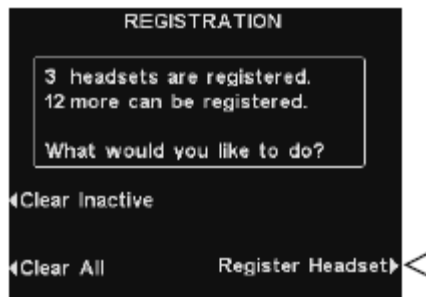 REGISTRATION
3 headsets are registered.
12 more can be registered.
What would you like to do?
Clear Inactive
Clear All
Register Headset